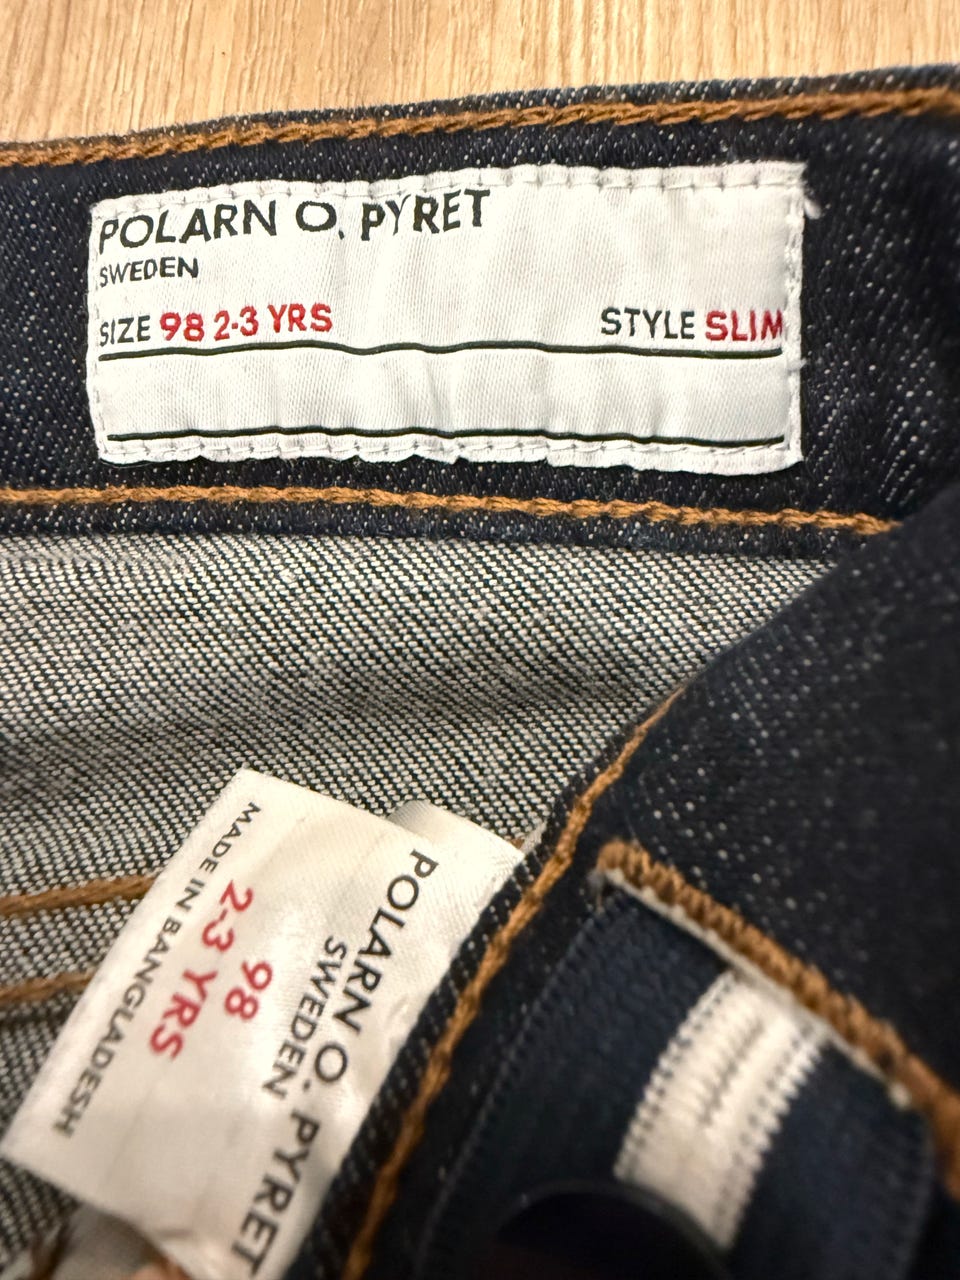 POLARN O. PYRET
SWEDEN
SIZE 98 2-3 YRS STYLE SLIM
POLARN O. PYRET
SWEDEN
98
2-3 YRS
MADE IN BANGLADESH